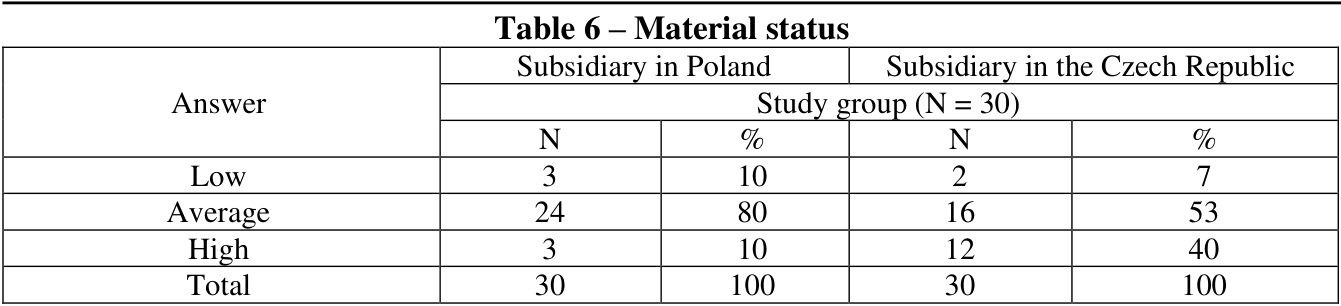 Table 6 – Material status
Answer Subsidiary in Poland Subsidiary in the Czech Republic
Study group (N = 30)
N % N %
Low 3 10 2 7
Average 24 80 16 53
High 3 10 12 40
Total 30 100 30 100